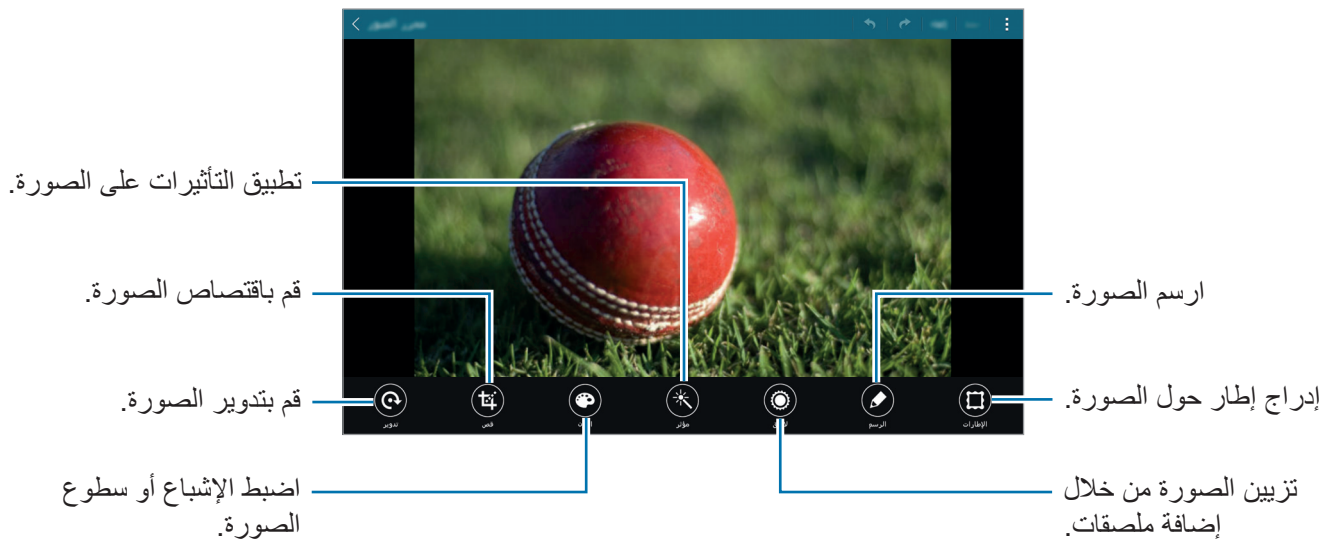 تطبيق التأثيرات على الصورة.
قم باقتصاص الصورة.
ارسم الصورة.
قم بتدوير الصورة.
إدراج إطار حول الصورة.
تدوير
قص
مؤثر
الرسم
الإطارات
اضبط الإشباع أو سطوع
الصورة.
تزيين الصورة من خلال
إضافة ملصقات.